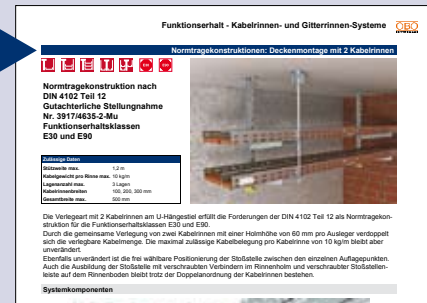 Funktionserhalt - Kabelrinnen- und Gitterrinnen-Systeme
OBO
Normtragekonstruktionen: Deckenmontage mit 2 Kabelrinnen
E30
E90
Normtragekonstruktion nach
DIN 4102 Teil 12
Gutachterliche Stellungnahme
Nr. 3917/4635-2-Mu
Funktionserhaltsklassen
E30 und E90
Zulässige Daten
Stützweite max. 1,2 m
Kabelgewicht pro Rinne max. 10 kg/m
Lagenanzahl max. 3 Lagen
Kabelrinnenbreiten 100, 200, 300 mm
Gesamtbreite max. 500 mm
Die Verlegeart mit 2 Kabelrinnen am U-Hängestiel erfüllt die Forderungen der DIN 4102 Teil 12 als Normtragekon-
struktion für die Funktionserhaltsklassen E30 und E90.
Durch die gemeinsame Verlegung von zwei Kabelrinnen mit einer Holmhöhe von 60 mm pro Ausleger verdoppelt
sich die verlegbare Kabelmenge. Die maximal zulässige Kabelbelegung pro Kabelrinne von 10 kg/m bleibt aber
unverändert.
Ebenfalls unverändert ist die frei wählbare Positionierung der Stoßstelle zwischen den einzelnen Auflagepunkten.
Auch die Ausbildung der Stoßstelle mit verschraubten Verbindern im Rinnenholm und verschraubter Stoßstellen-
leiste auf dem Rinnenboden bleibt trotz der Doppelanordnung der Kabelrinnen bestehen.
Systemkomponenten